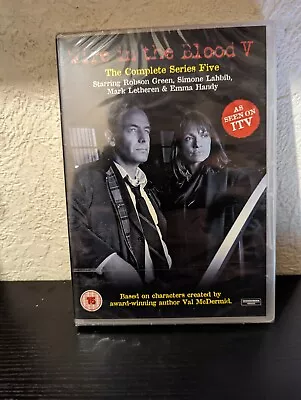 in the Blood V
The Complete Series Five
Starring Robson Green, Simone Lahbib,
Mark Letheren & Emma Handy
AS
SEEN ON
ITV
15
Based on characters created by
award-winning author Val McDermid.